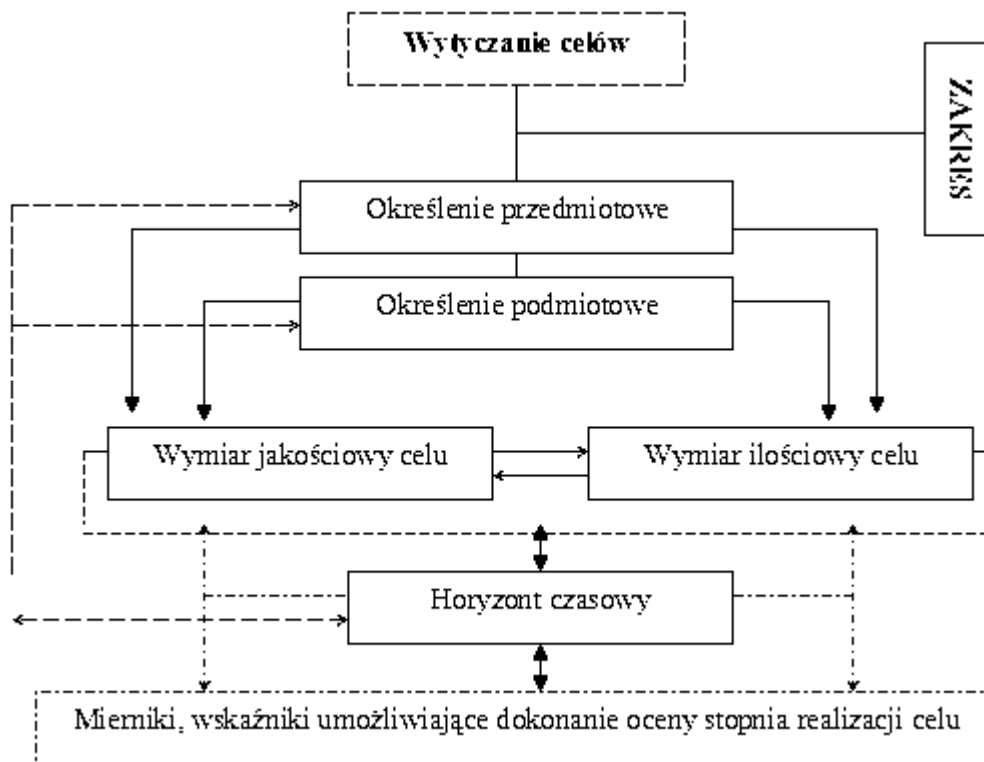 Wytyczanie celów
ZAKRES
Określenie przedmiotowe
Określenie podmiotowe
Wymiar jakościowy celu
Wymiar ilościowy celu
Horyzont czasowy
Mierniki, wskaźniki umożliwiające dokonanie oceny stopnia realizacji celu